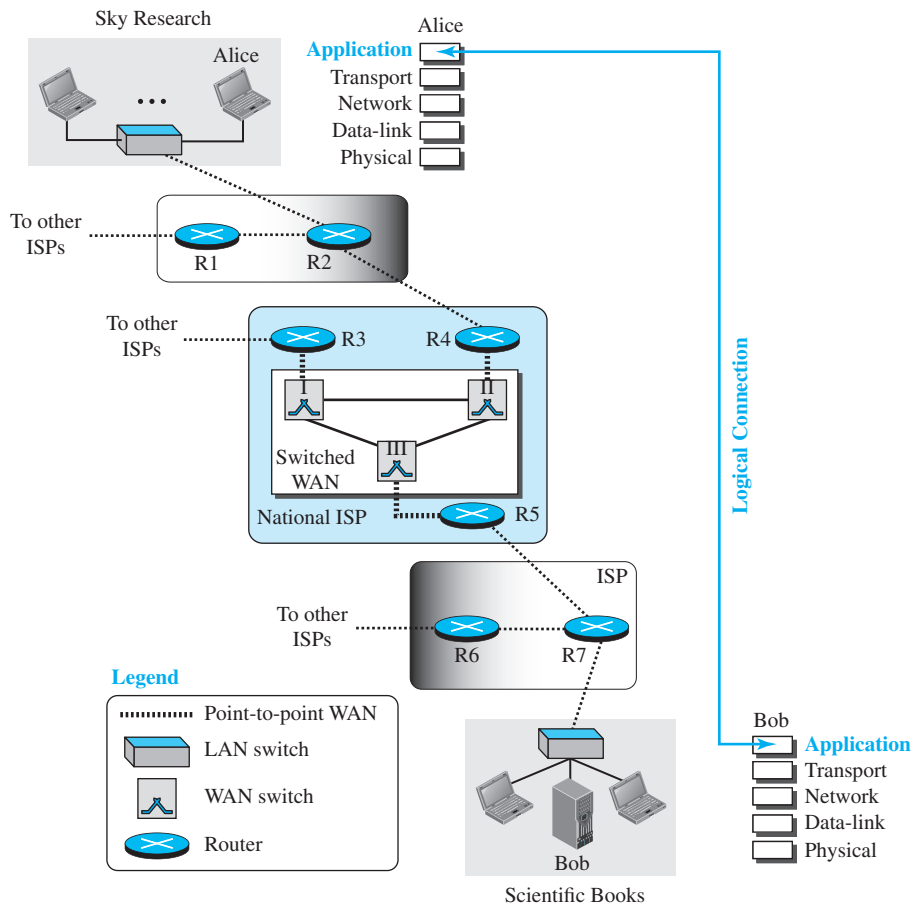 Sky Research
Alice
Alice
Application
Transport
Network
Data-link
Physical
To other
ISPs
R1
R2
To other
ISPs
R3
R4
I
II
III
Switched
WAN
National ISP
R5
Logical Connection
ISP
To other
ISPs
R6
R7
Legend
Point-to-point WAN
LAN switch
WAN switch
Router
Bob
Scientific Books
Bob
Application
Transport
Network
Data-link
Physical